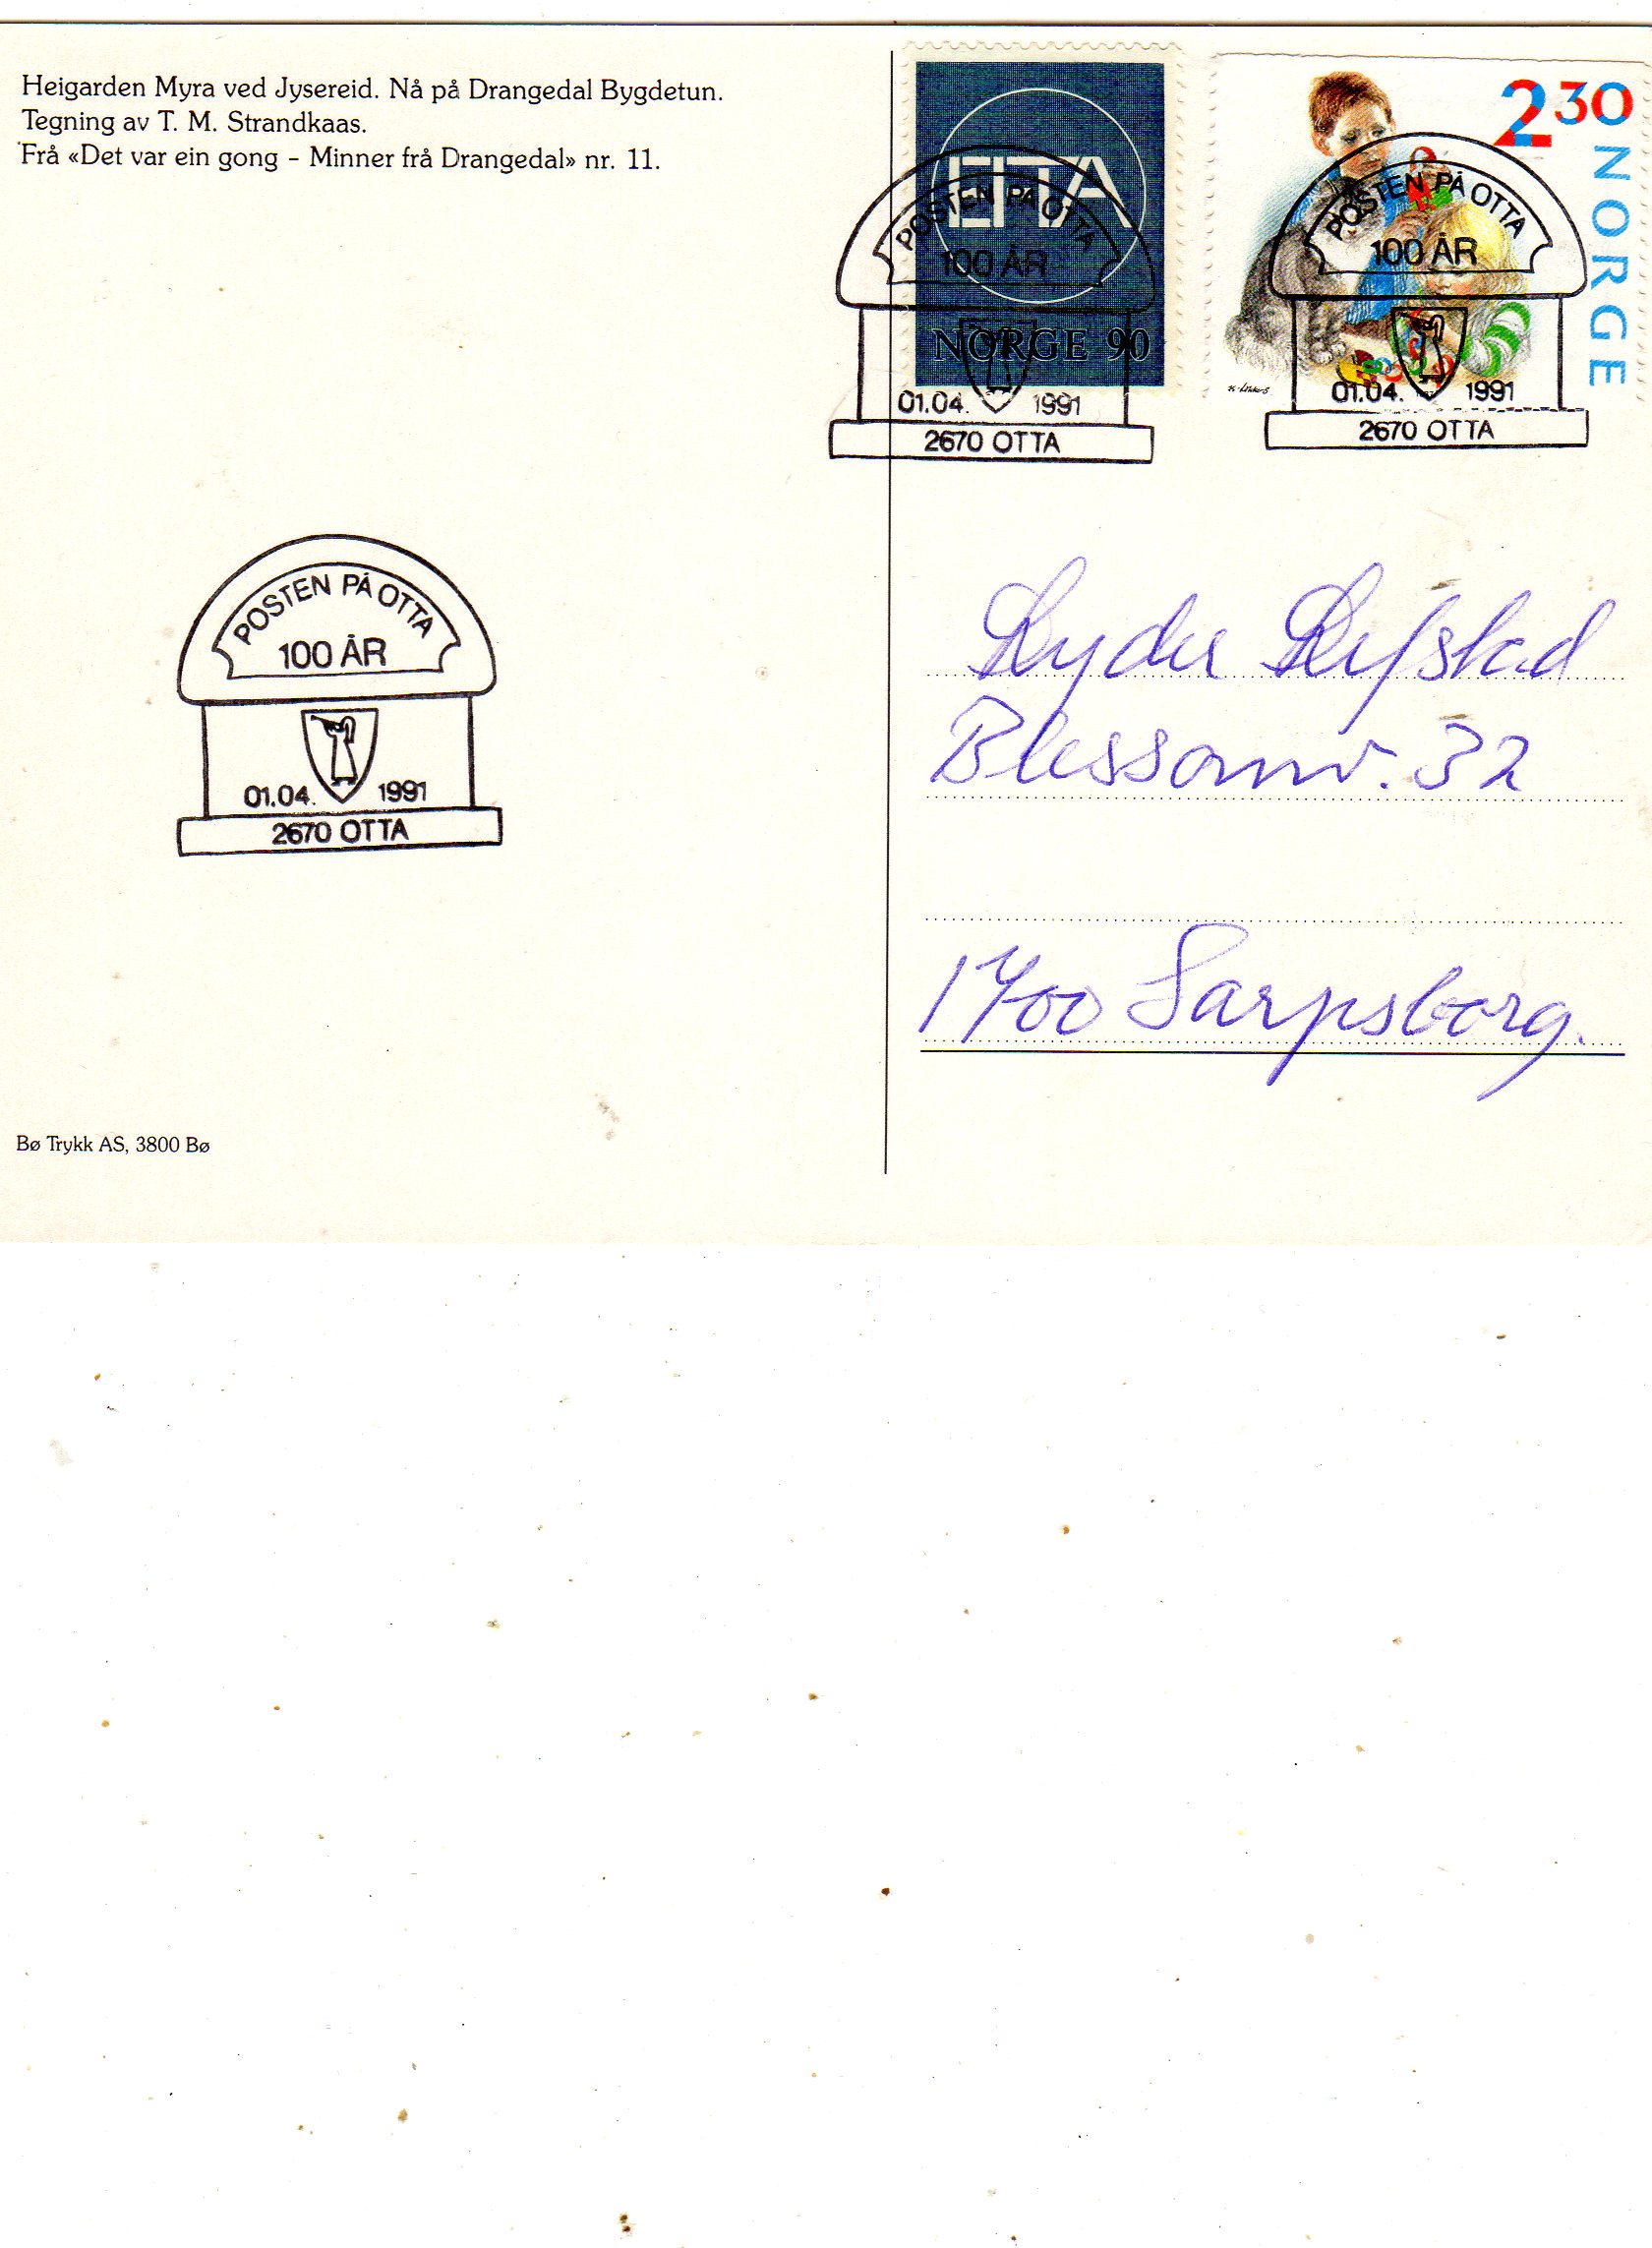 Heigarden Myra ved Jysereid. Nå på Drangedal Bygdetun.
Tegning av T. M. Strandkaas.
Frå «Det var ein gong – Minner frå Drangedal» nr. 11.
EFTA
NORGE 90
POSTEN PÅ OTTA
100 ÅR
01.04. 1991
2670 OTTA
2 30
NORGE
POSTEN PÅ OTTA
100 ÅR
01.04. 1991
2670 OTTA
POSTEN PÅ OTTA
100 ÅR
01.04. 1991
2670 OTTA
Blessomv. 32
1700 Sarpsborg.
Bø Trykk AS, 3800 Bø